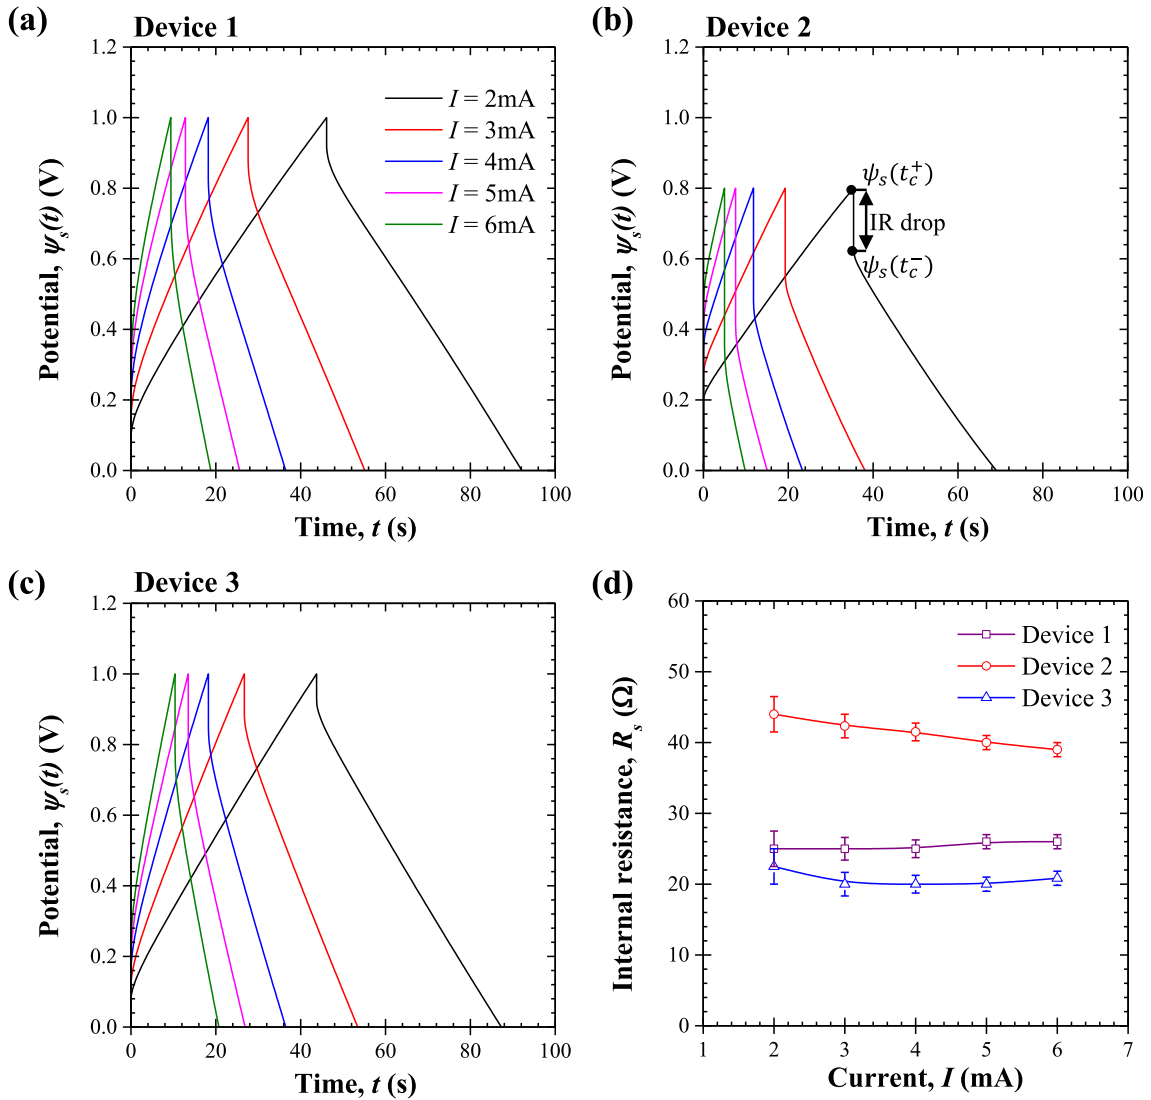 (a)
Device 1
1.2
1.0
0.8
0.6
0.4
0.2
0.0
Potential, ψs(t) (V)
I = 2mA
I = 3mA
I = 4mA
I = 5mA
I = 6mA
0 20 40 60 80 100
Time, t (s)
(b)
Device 2
1.2
1.0
0.8
0.6
0.4
0.2
0.0
Potential, ψs(t) (V)
ψs(tc+)
IR drop
ψs(tc−)
0 20 40 60 80 100
Time, t (s)
(c)
Device 3
1.2
1.0
0.8
0.6
0.4
0.2
0.0
Potential, ψs(t) (V)
0 20 40 60 80 100
Time, t (s)
(d)
60
50
40
30
20
10
0
Internal resistance, Rs (Ω)
Device 1
Device 2
Device 3
1 2 3 4 5 6 7
Current, I (mA)